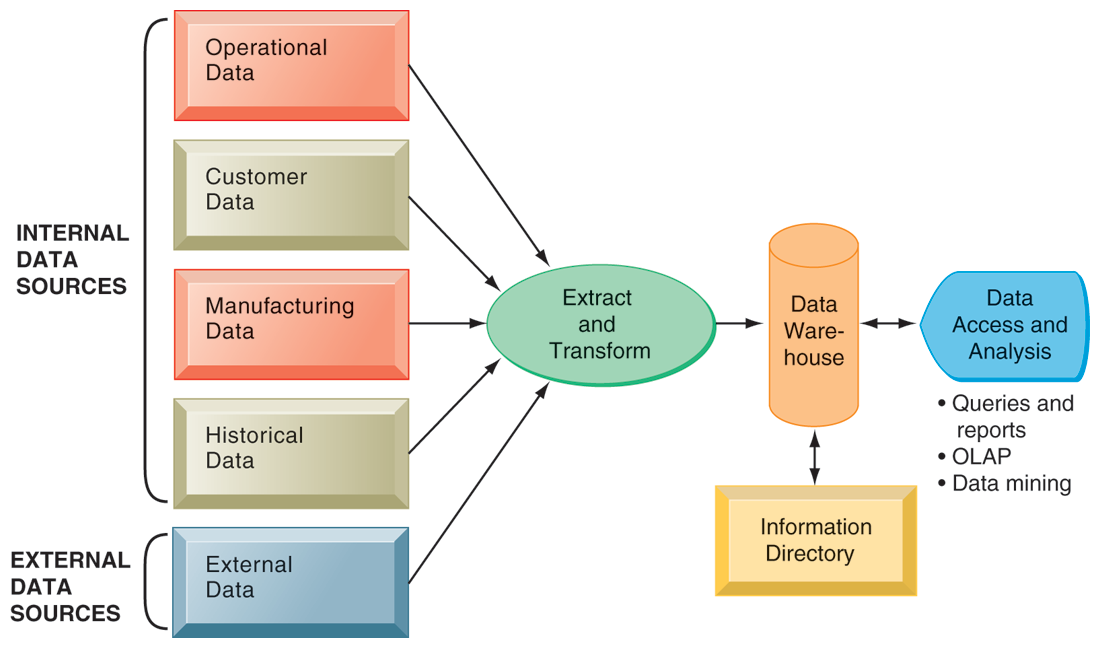 INTERNAL
DATA
SOURCES
Operational
Data
Customer
Data
Manufacturing
Data
Historical
Data
EXTERNAL
DATA
SOURCES
External
Data
Extract
and
Transform
Data
Ware-
house
Information
Directory
Data
Access and
Analysis
• Queries and
reports
• OLAP
• Data mining